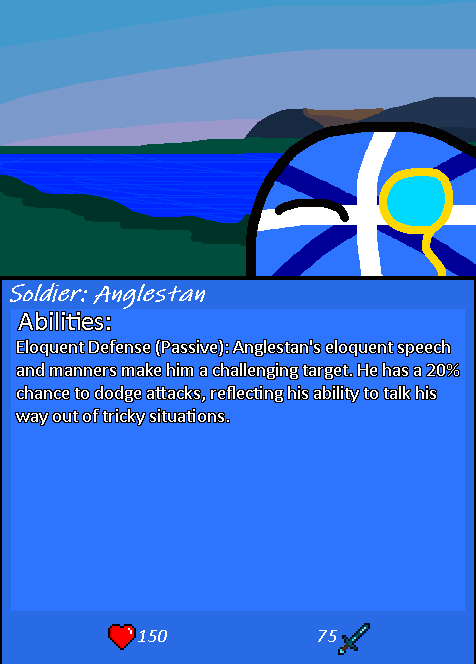 Soldier: Anglestan
Abilities:
Eloquent Defense (Passive): Anglestan's eloquent speech
and manners make him a challenging target. He has a 20%
chance to dodge attacks, reflecting his ability to talk his
way out of tricky situations.
150 75